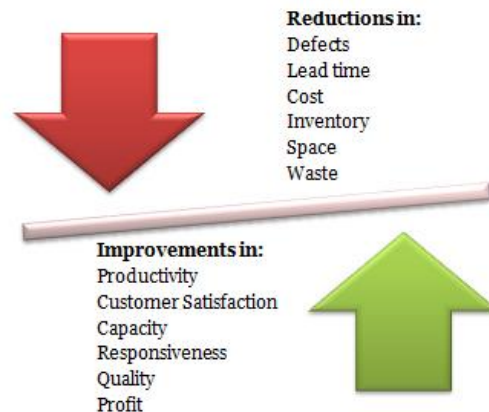 Reductions in:
Defects
Lead time
Cost
Inventory
Space
Waste
Improvements in:
Productivity
Customer Satisfaction
Capacity
Responsiveness
Quality
Profit